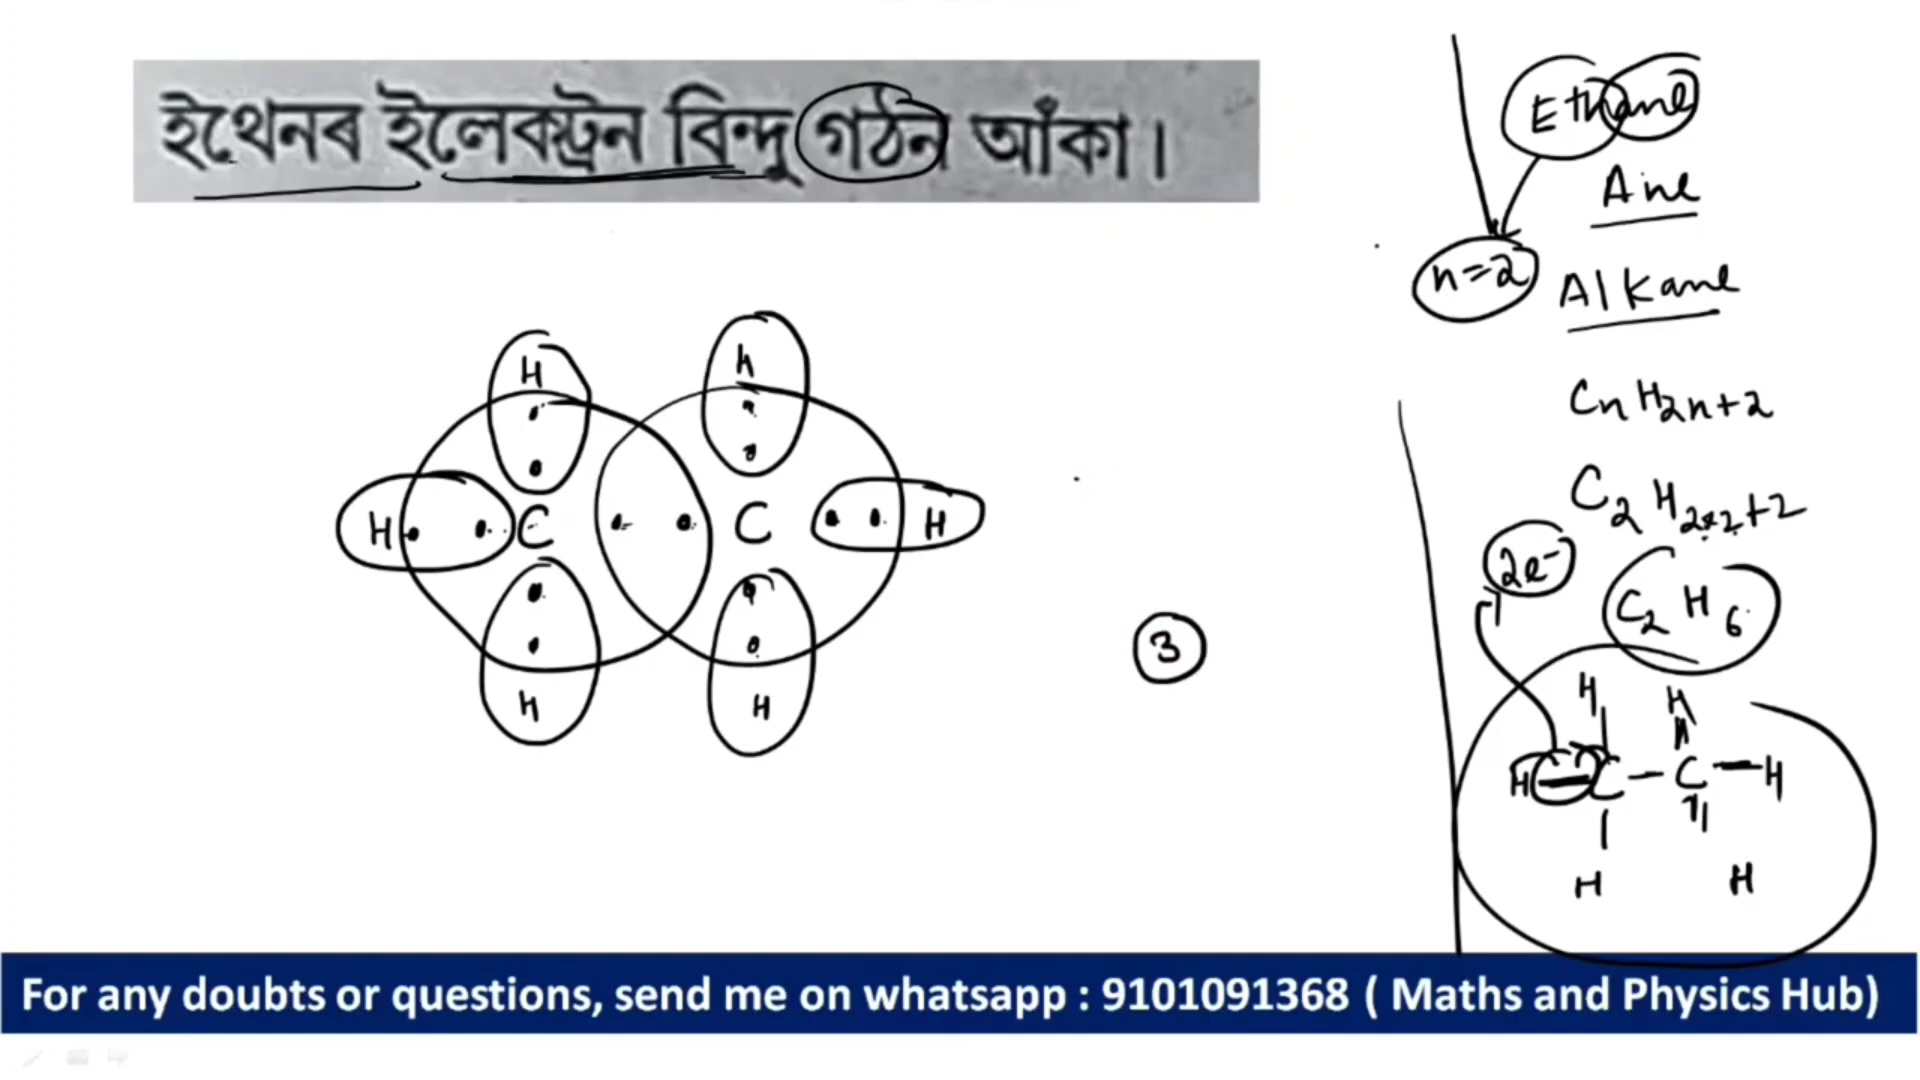 ইথেনৰ ইলেকট্ৰন বিন্দু গঠন আঁকা।
Ethane
Ane
n=2
Alkane
CnH2n+2
C2H2×2+2
2e-
C2H6
H H
H C C H
H H
H H
H C - C - H
H H
3
For any doubts or questions, send me on whatsapp : 9101091368 ( Maths and Physics Hub)